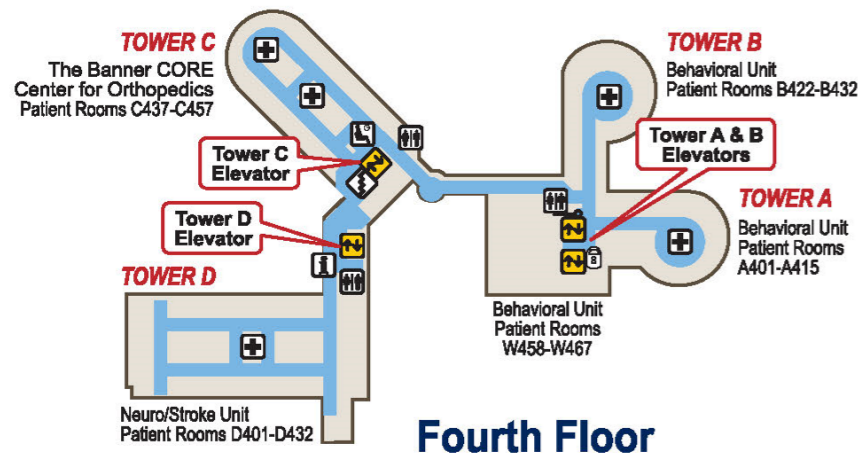 TOWER C
The Banner CORE
Center for Orthopedics
Patient Rooms C437-C457
TOWER B
Behavioral Unit
Patient Rooms B422-B432
Tower A & B
Elevators
Tower C
Elevator
TOWER A
Behavioral Unit
Patient Rooms
A401-A415
Tower D
Elevator
TOWER D
Behavioral Unit
Patient Rooms
W458-W467
Neuro/Stroke Unit
Patient Rooms D401-D432
Fourth Floor